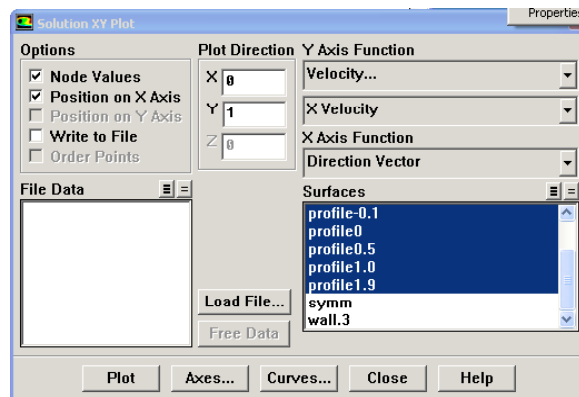 Properties
Solution XY Plot
Options
Node Values
Position on X Axis
Position on Y Axis
Write to File
Order Points
Plot Direction
X 0
Y 1
Z 0
Y Axis Function
Velocity...
X Velocity
X Axis Function
Direction Vector
File Data
Load File...
Free Data
Surfaces
profile-0.1
profile0
profile0.5
profile1.0
profile1.9
symm
wall.3
Plot
Axes...
Curves...
Close
Help